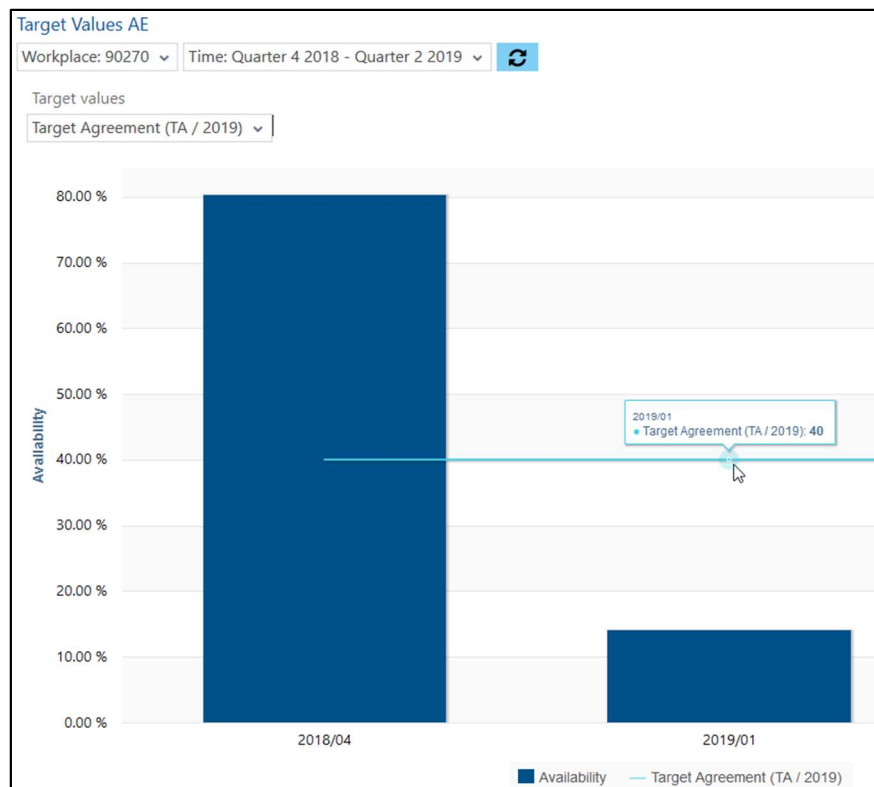 Target Values AE
Workplace: 90270 Time: Quarter 4 2018 - Quarter 2 2019
Target values
Target Agreement (TA / 2019)
80.00 %
70.00 %
60.00 %
50.00 %
2019/01
• Target Agreement (TA / 2019): 40
40.00 %
Availability
30.00 %
20.00 %
10.00 %
0.00 %
2018/04 2019/01
Availability Target Agreement (TA / 2019)